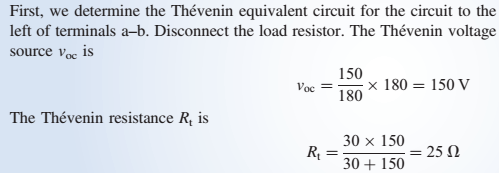 First, we determine the Thévenin equivalent circuit for the circuit to the
left of terminals a–b. Disconnect the load resistor. The Thévenin voltage
source v_oc is
v_oc = 150/180 × 180 = 150 V
The Thévenin resistance R_t is
R_t = (30 × 150)/(30 + 150) = 25 Ω